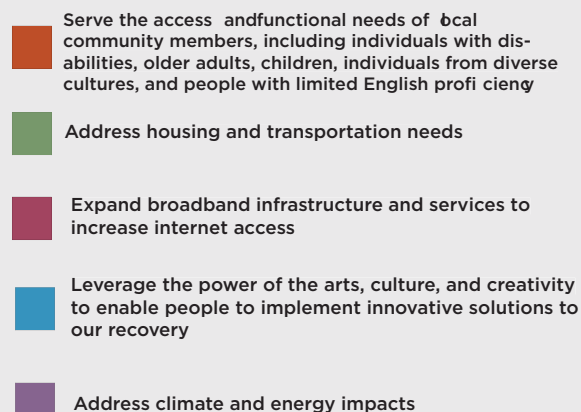 Serve the access andfunctional needs of local
community members, including individuals with dis-
abilities, older adults, children, individuals from diverse
cultures, and people with limited English profi ciency
Address housing and transportation needs
Expand broadband infrastructure and services to
increase internet access
Leverage the power of the arts, culture, and creativity
to enable people to implement innovative solutions to
our recovery
Address climate and energy impacts